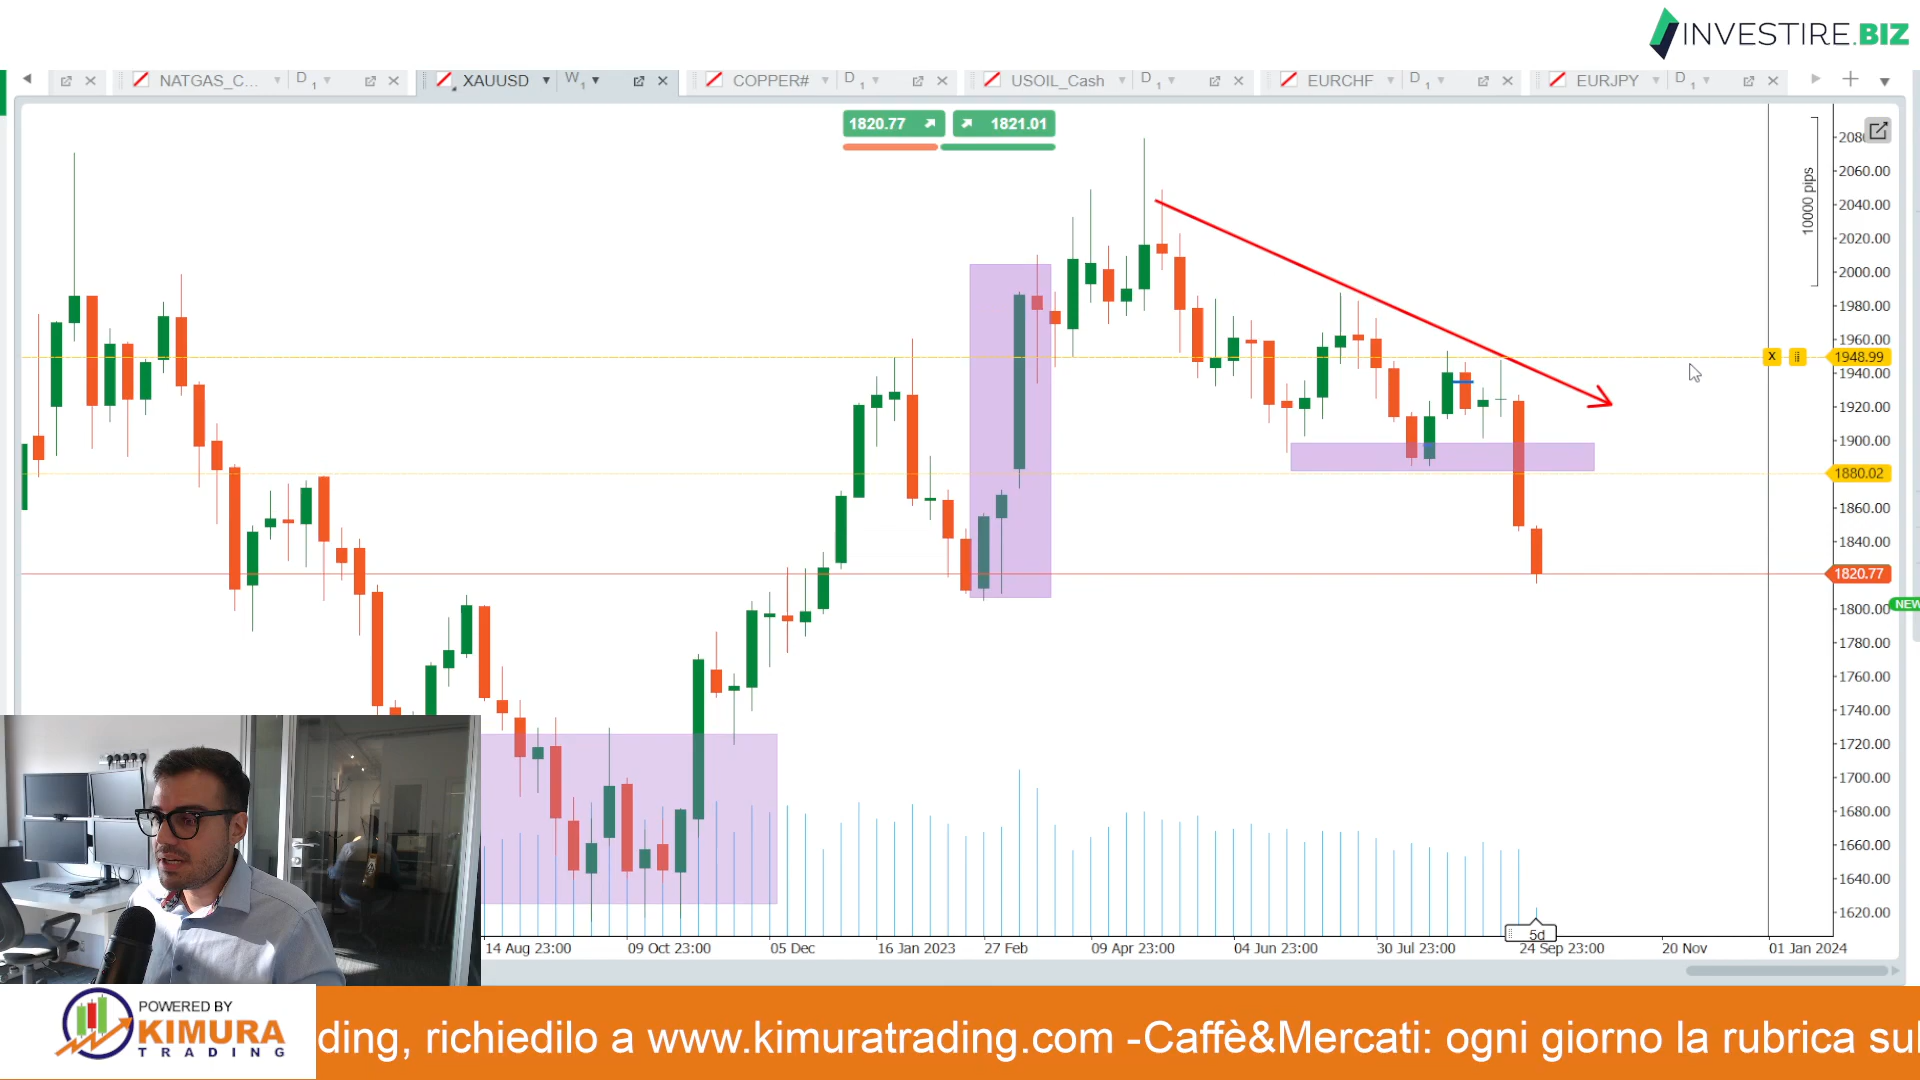 INVESTIRE.BIZ
NATGAS_C... D1 XAUUSD W1 COPPER# D1 USOIL_Cash D1 EURCHF D1 EURJPY D1
1820.77 1821.01
10000 pips
2060.00
2040.00
2020.00
2000.00
1980.00
1960.00
X 1948.99
1940.00
1920.00
1900.00
1880.02
1860.00
1840.00
1820.77
1800.00 NEW
1780.00
1760.00
1740.00
1720.00
1700.00
1680.00
1660.00
1640.00
1620.00
5d
14 Aug 23:00 09 Oct 23:00 05 Dec 16 Jan 2023 27 Feb 09 Apr 23:00 04 Jun 23:00 30 Jul 23:00 24 Sep 23:00 20 Nov 01 Jan 2024
POWERED BY
KIMURA
TRADING
ding, richiedilo a www.kimuratrading.com -Caffè&Mercati: ogni giorno la rubrica su